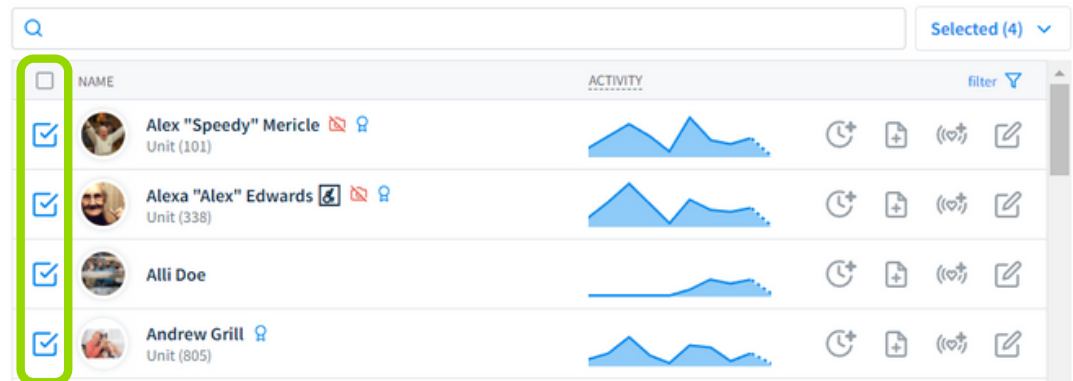 Selected (4)
NAME ACTIVITY filter
Alex "Speedy" Mericle
Unit (101)
Alexa "Alex" Edwards
Unit (338)
Alli Doe
Andrew Grill
Unit (805)